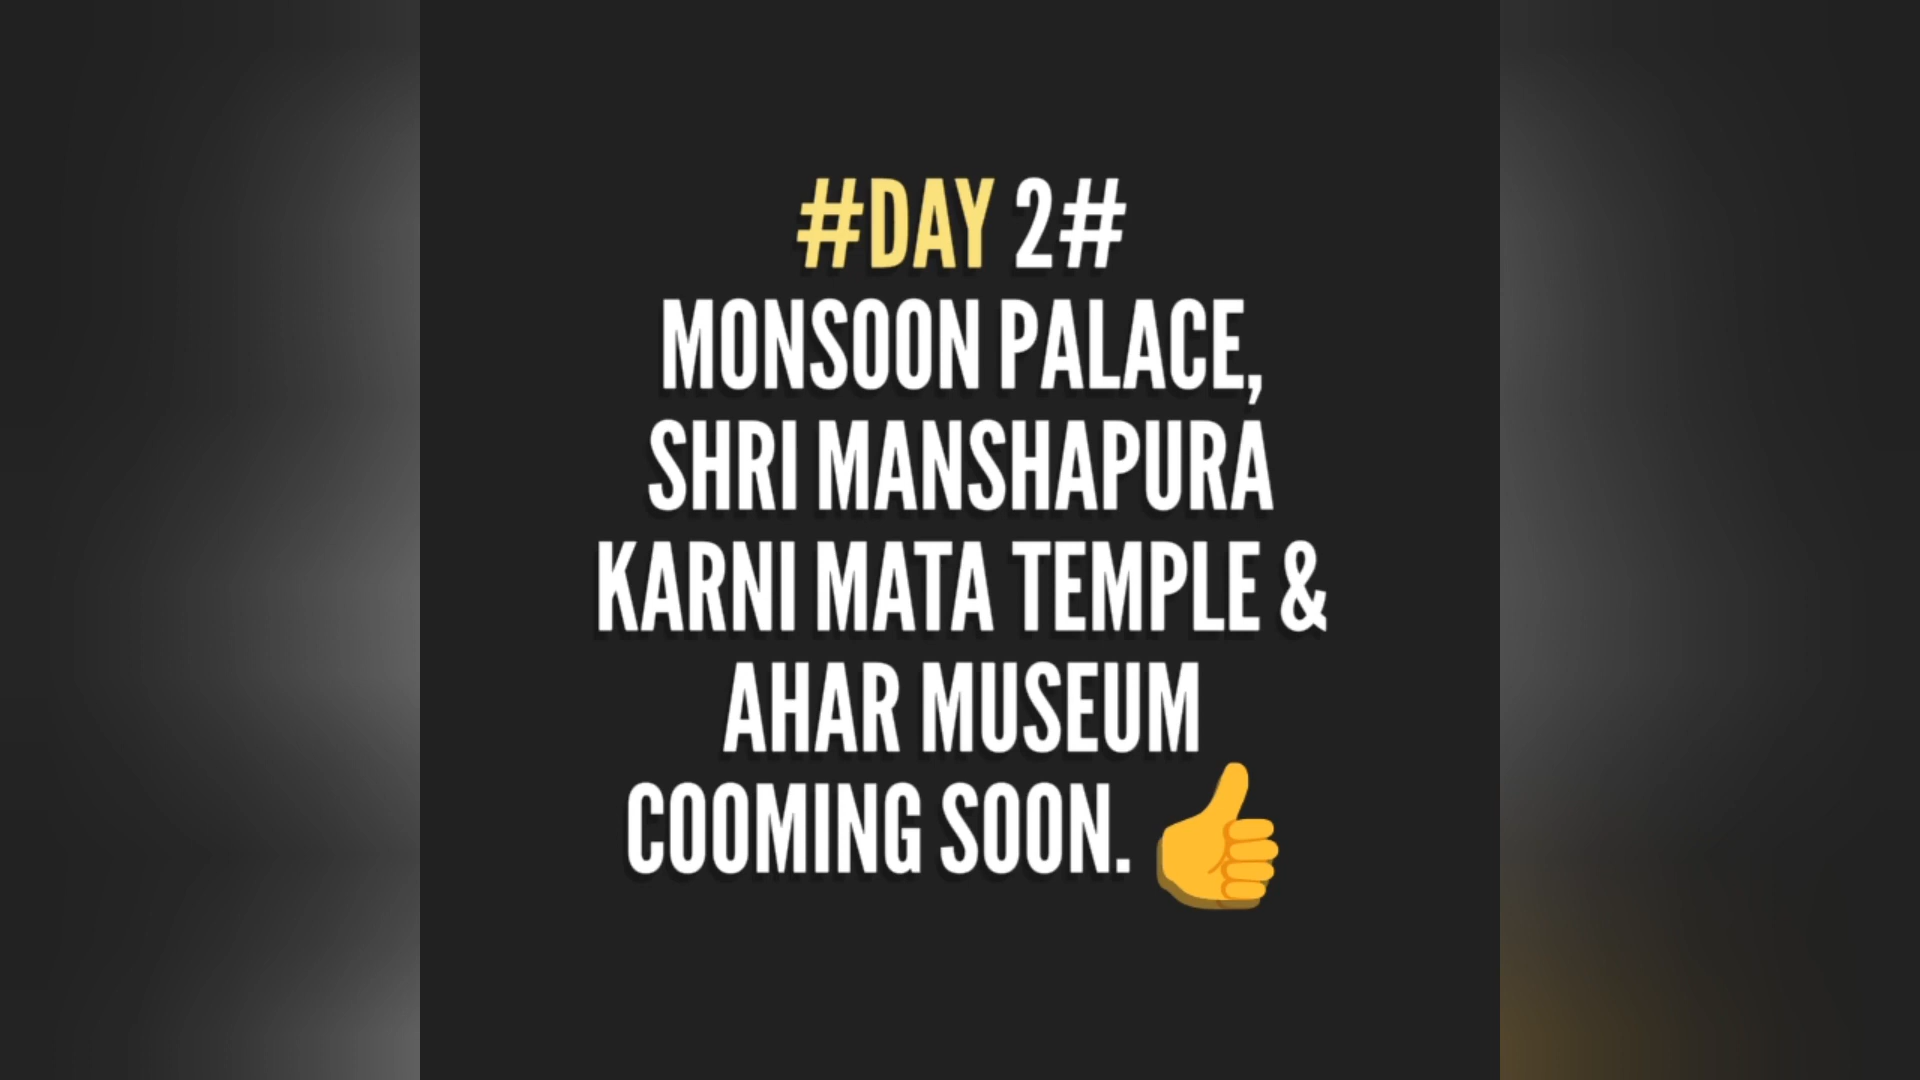 #DAY 2#
MONSOON PALACE,
SHRI MANSHAPURA
KARNI MATA TEMPLE &
AHAR MUSEUM
COOMING SOON. 👍